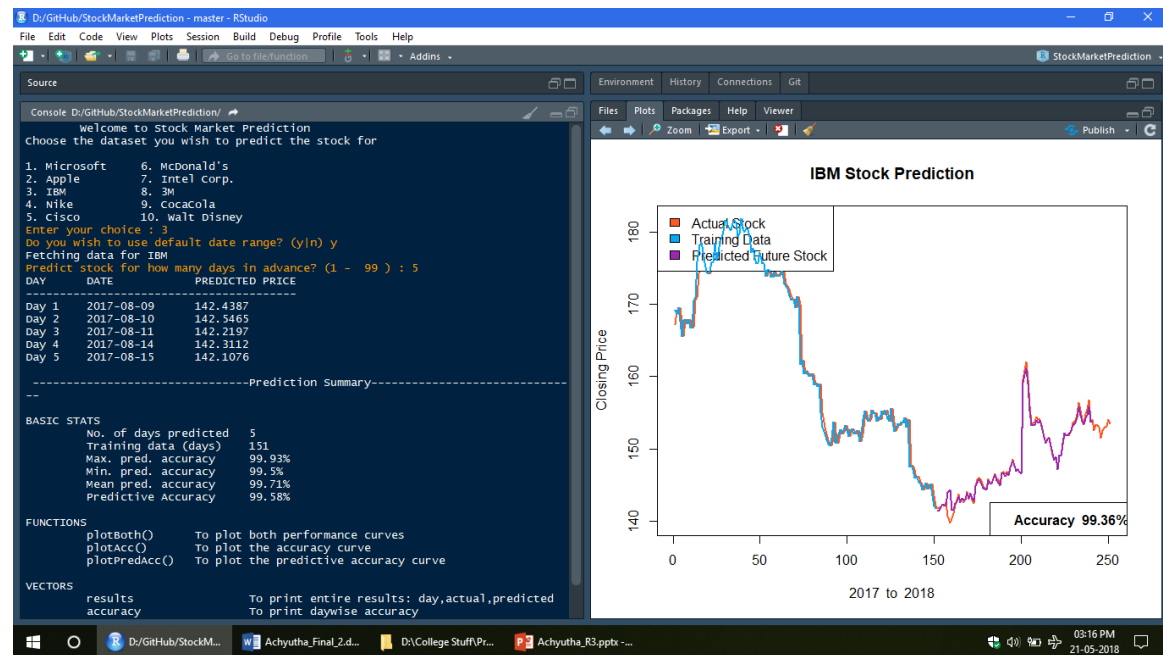 D:/GitHub/StockMarketPrediction - master - RStudio
File Edit Code View Plots Session Build Debug Profile Tools Help
Go to file/function Addins StockMarketPrediction
Source
Console D:/GitHub/StockMarketPrediction/
Welcome to Stock Market Prediction
Choose the dataset you wish to predict the stock for
1. Microsoft 6. McDonald's
2. Apple 7. Intel Corp.
3. IBM 8. 3M
4. Nike 9. CocaCola
5. Cisco 10. Walt Disney
Enter your choice : 3
Do you wish to use default date range? (y|n) y
Fetching data for IBM
Predict stock for how many days in advance? (1 - 99 ) : 5
DAY DATE PREDICTED PRICE
----------------------------------------
Day 1 2017-08-09 142.4387
Day 2 2017-08-10 142.5465
Day 3 2017-08-11 142.2197
Day 4 2017-08-14 142.3112
Day 5 2017-08-15 142.1076
--------------------------------Prediction Summary-----------------------------
--
BASIC STATS
No. of days predicted 5
Training data (days) 151
Max. pred. accuracy 99.93%
Min. pred. accuracy 99.5%
Mean pred. accuracy 99.71%
Predictive Accuracy 99.58%
FUNCTIONS
plotBoth() To plot both performance curves
plotAcc() To plot the accuracy curve
plotPredAcc() To plot the predictive accuracy curve
VECTORS
results To print entire results: day,actual,predicted
accuracy To print daywise accuracy
Environment History Connections Git
Files Plots Packages Help Viewer
Zoom Export Publish
IBM Stock Prediction
Actual Stock
Training Data
Predicted Future Stock
Closing Price
180
170
160
150
140
Accuracy 99.36%
0 50 100 150 200 250
2017 to 2018
D:/GitHub/StockM... Achyutha_Final_2.d... D:\College Stuff\Pr... Achyutha_R3.pptx -...
03:16 PM
21-05-2018